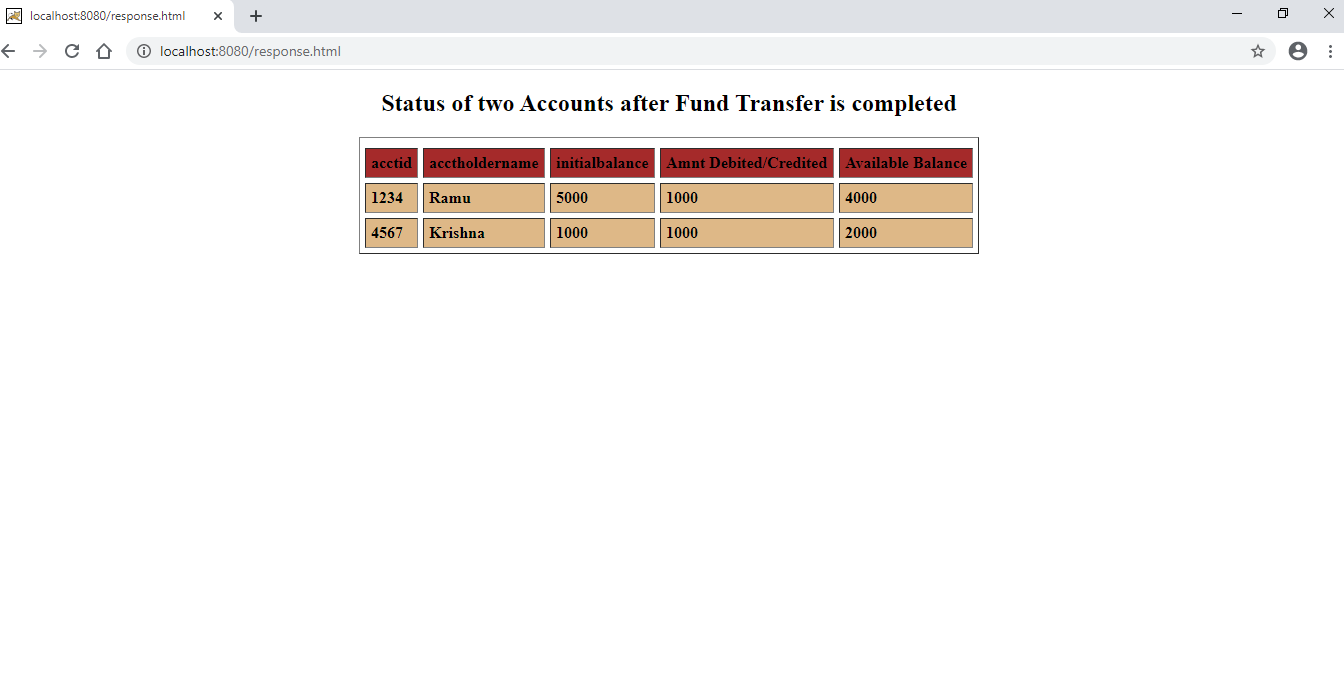 localhost:8080/response.html
localhost:8080/response.html
Status of two Accounts after Fund Transfer is completed
acctid acctholdername initialbalance Amnt Debited/Credited Available Balance
1234 Ramu 5000 1000 4000
4567 Krishna 1000 1000 2000